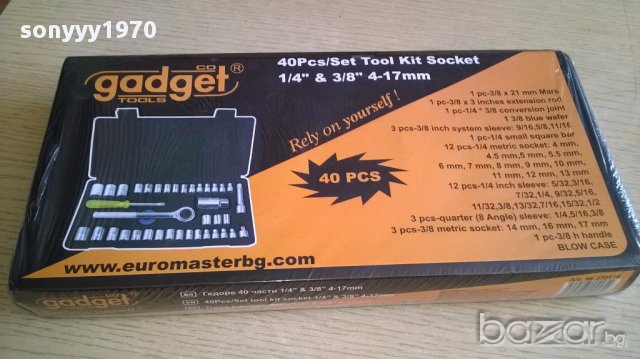 sonyyy1970
CO
gadget®
TOOLS
40Pcs/Set Tool Kit Socket
1/4" & 3/8" 4-17mm
Rely on yourself!
40 PCS
1 pc-3/8 x 21 mm Mars
1 pc-3/8 x 3 inches extension rod
1 pc-1/4 * 3/8 conversion joint
1 3/8 blue wafer
3 pcs-3/8 inch system sleeve: 9/16,5/8,11/16
1 pc-1/4 small square bar
12 pcs-1/4 metric socket: 4 mm,
4.5 mm,5 mm, 5.5 mm,
6 mm, 7 mm, 8 mm, 9 mm, 10 mm,
11 mm, 12 mm, 13 mm
12 pcs-1/4 inch sleeve: 5/32,3/16,
7/32,1/4, 9/32,5/16,
11/32,3/8,13/32,7/16,15/32,1/2
3 pcs-quarter (8 Angle) sleeve: 1/4,5/16,3/8
3 pcs-3/8 metric socket: 14 mm, 16 mm, 17 mm
1 pc-3/8 h handle
BLOW CASE
www.euromasterbg.com
gadget
BG Гедоре 40 части 1/4" & 3/8" 4-17mm
EN 40Pcs/Set tool kit socket 1/4" & 3/8" 4-17mm
bazar.bg